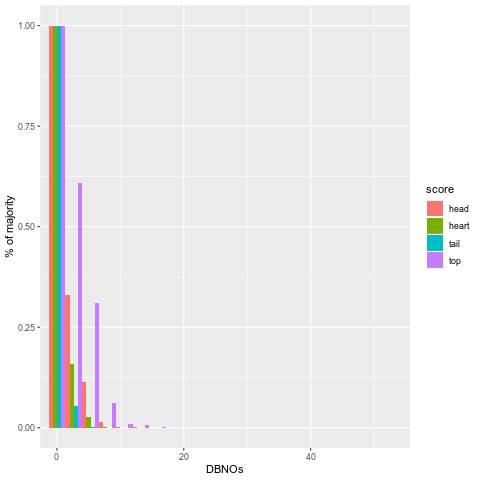 % of majority
1.00
0.75
0.50
0.25
0.00
0
20
40
DBNOs
score
head
heart
tail
top